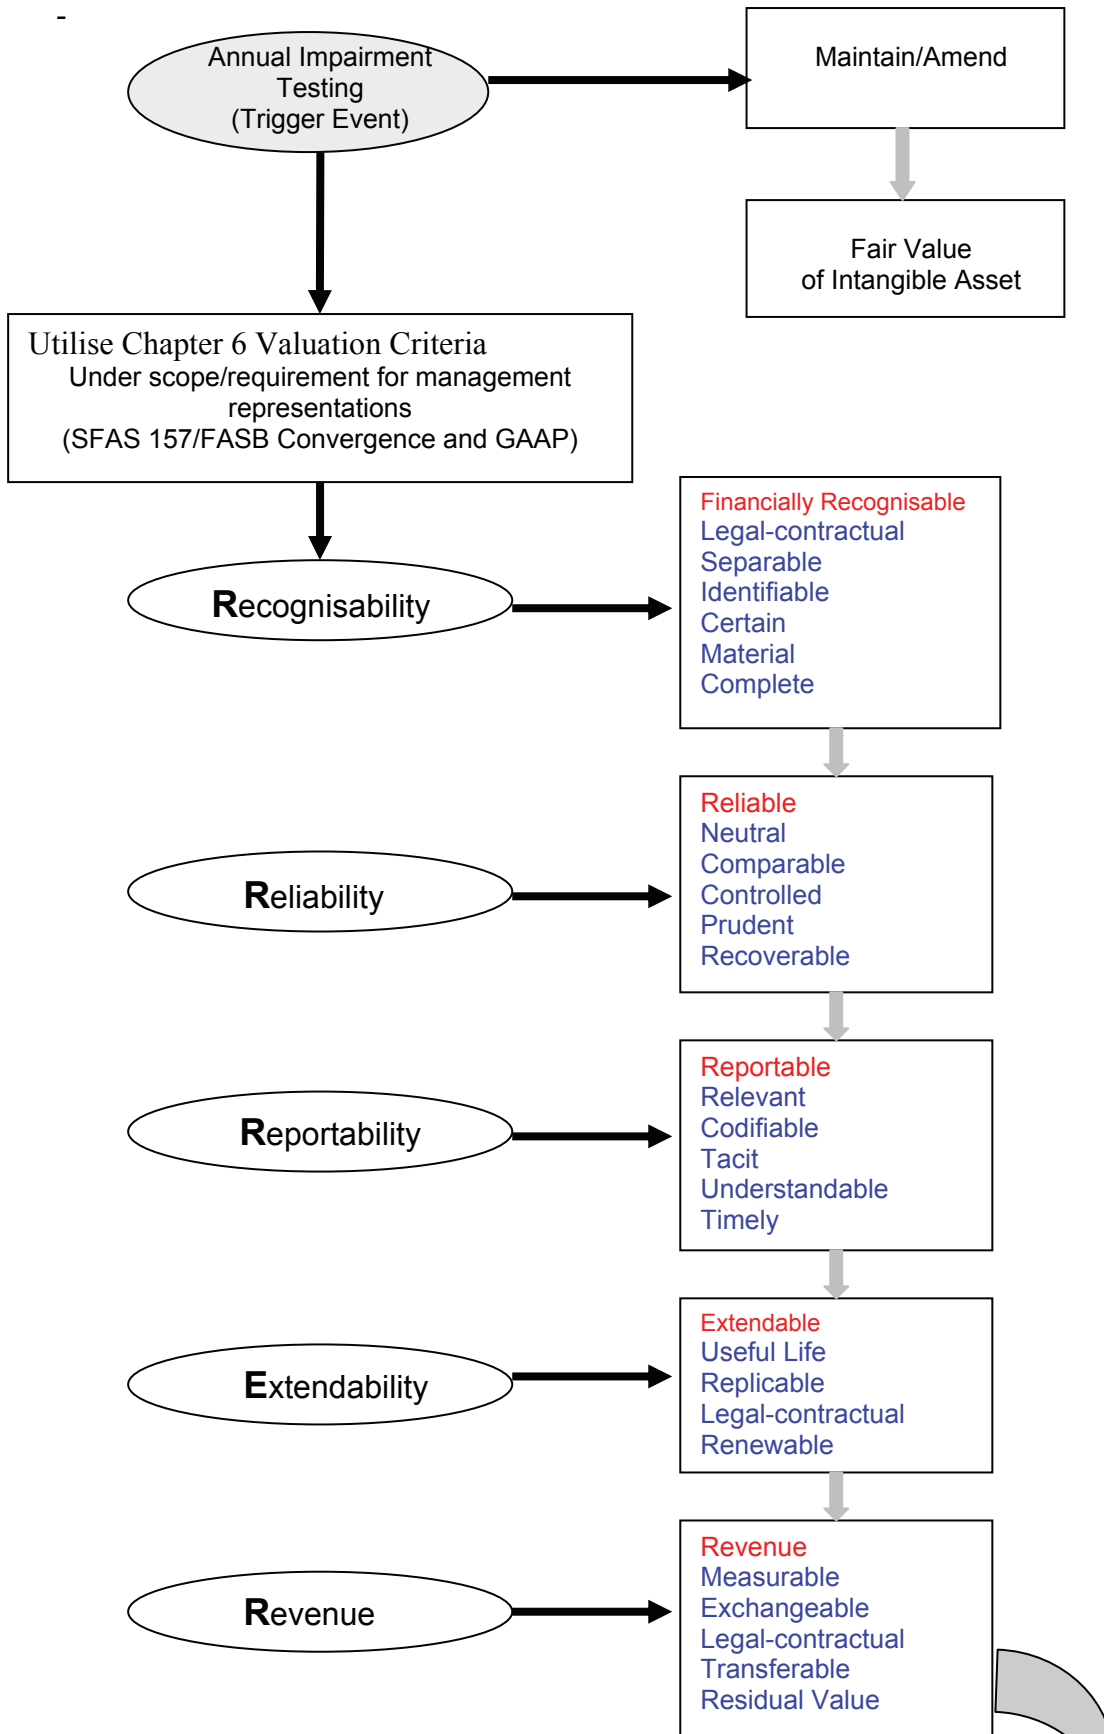 -
Annual Impairment
Testing
(Trigger Event)
Maintain/Amend
Fair Value
of Intangible Asset
Utilise Chapter 6 Valuation Criteria
Under scope/requirement for management
representations
(SFAS 157/FASB Convergence and GAAP)
Recognisability
Financially Recognisable
Legal-contractual
Separable
Identifiable
Certain
Material
Complete
Reliability
Reliable
Neutral
Comparable
Controlled
Prudent
Recoverable
Reportability
Reportable
Relevant
Codifiable
Tacit
Understandable
Timely
Extendability
Extendable
Useful Life
Replicable
Legal-contractual
Renewable
Revenue
Revenue
Measurable
Exchangeable
Legal-contractual
Transferable
Residual Value